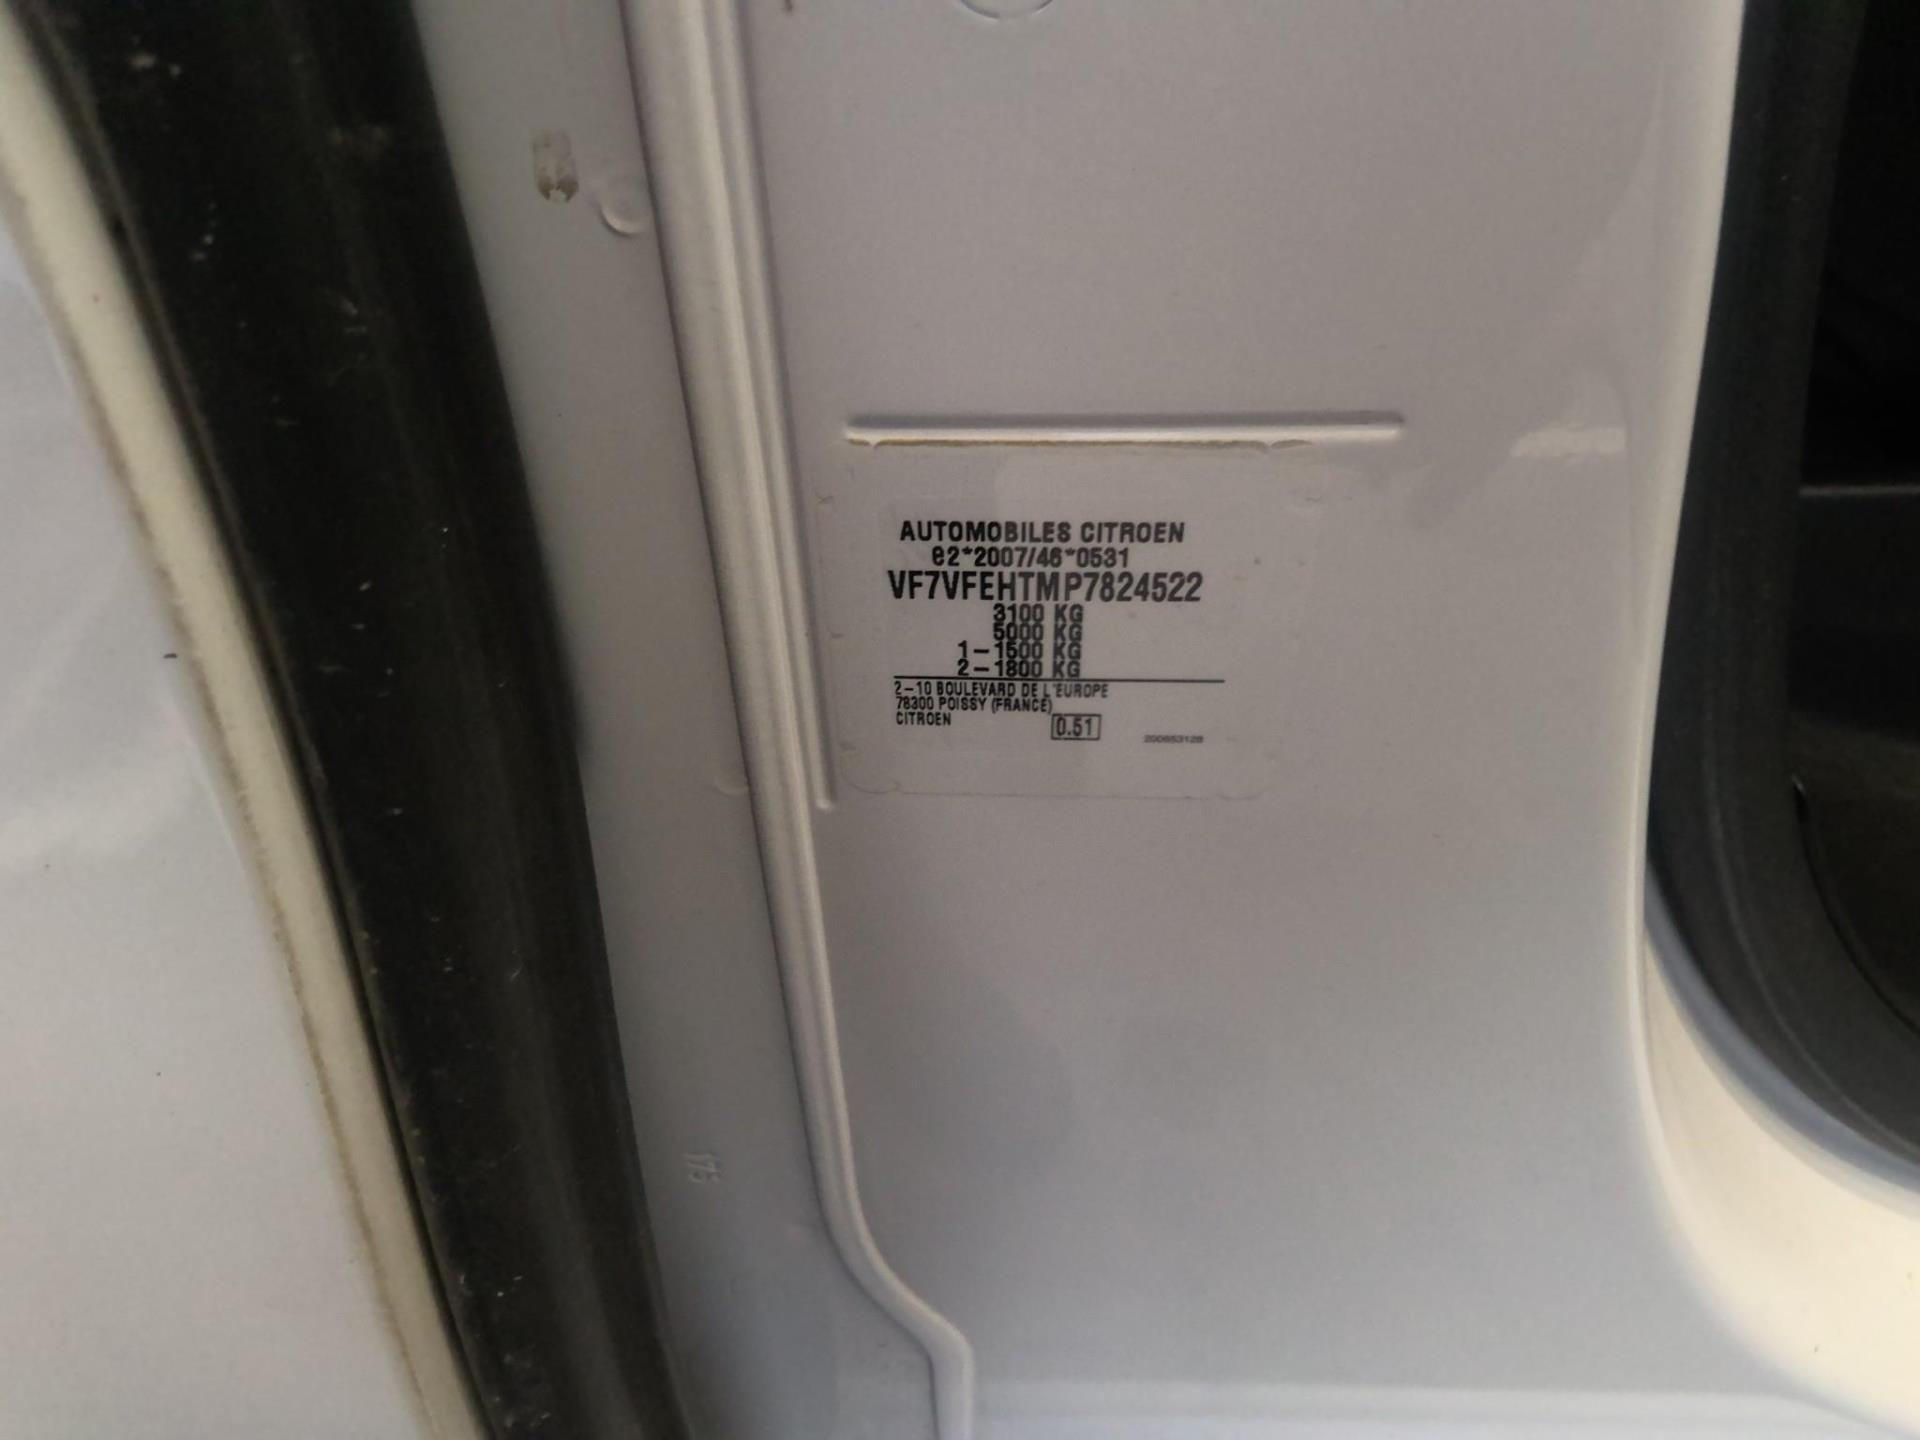 AUTOMOBILES CITROEN
e2*2007/46*0531
VF7VFEHTMP7824522
3100 KG
5000 KG
1-1500 KG
2-1800 KG
2-10 BOULEVARD DE L'EUROPE
78300 POISSY (FRANCE)
CITROEN
0.51